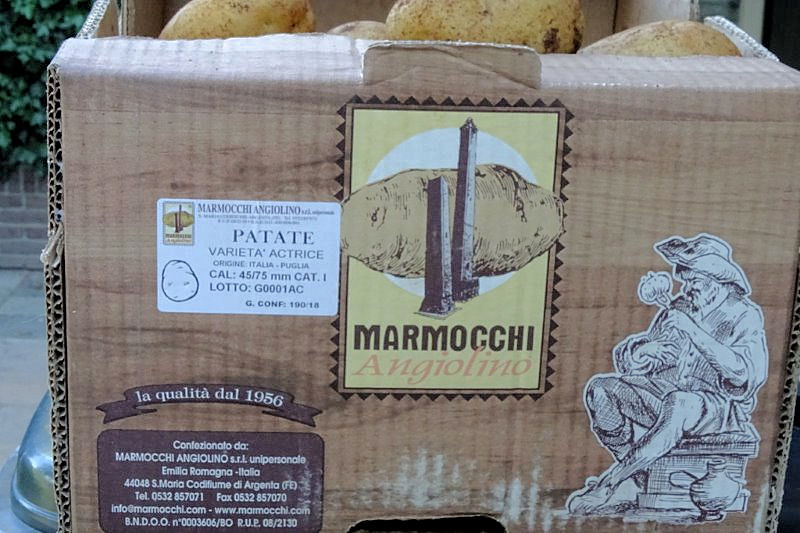 MARMOCCHI ANGIOLINO s.r.l. unipersonale
PATATE
VARIETA' ACTRICE
ORIGINE: ITALIA - PUGLIA
CAL: 45/75 mm CAT. I
LOTTO: G0001AC
G. CONF: 190/18
MARMOCCHI
MARMOCCHI
Angiolino
la qualità dal 1956
Confezionato da:
MARMOCCHI ANGIOLINO s.r.l. unipersonale
Emilia Romagna -Italia
44048 S.Maria Codifiume di Argenta (FE)
Tel. 0532 857071 Fax 0532 857070
info@marmocchi.com - www.marmocchi.com
B.N.D.O.O. n°0003606/BO R.U.P. 08/2130